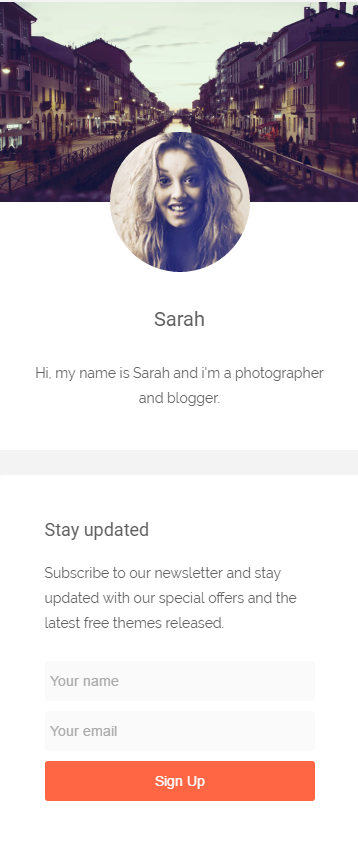 Sarah
Hi, my name is Sarah and i'm a photographer
and blogger.
Stay updated
Subscribe to our newsletter and stay
updated with our special offers and the
latest free themes released.
Your name
Your email
Sign Up